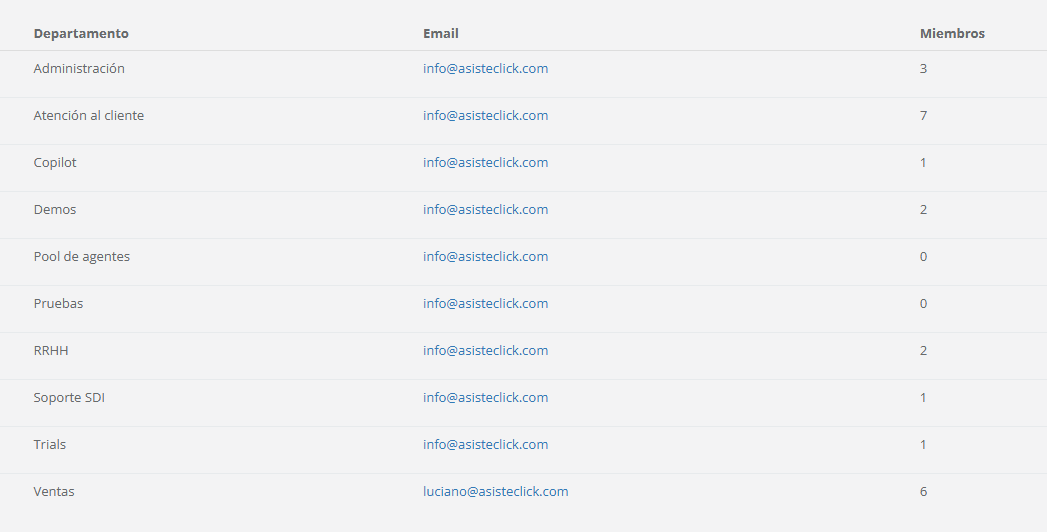 Departamento Email Miembros
Administración info@asisteclick.com 3
Atención al cliente info@asisteclick.com 7
Copilot info@asisteclick.com 1
Demos info@asisteclick.com 2
Pool de agentes info@asisteclick.com 0
Pruebas info@asisteclick.com 0
RRHH info@asisteclick.com 2
Soporte SDI info@asisteclick.com 1
Trials info@asisteclick.com 1
Ventas luciano@asisteclick.com 6